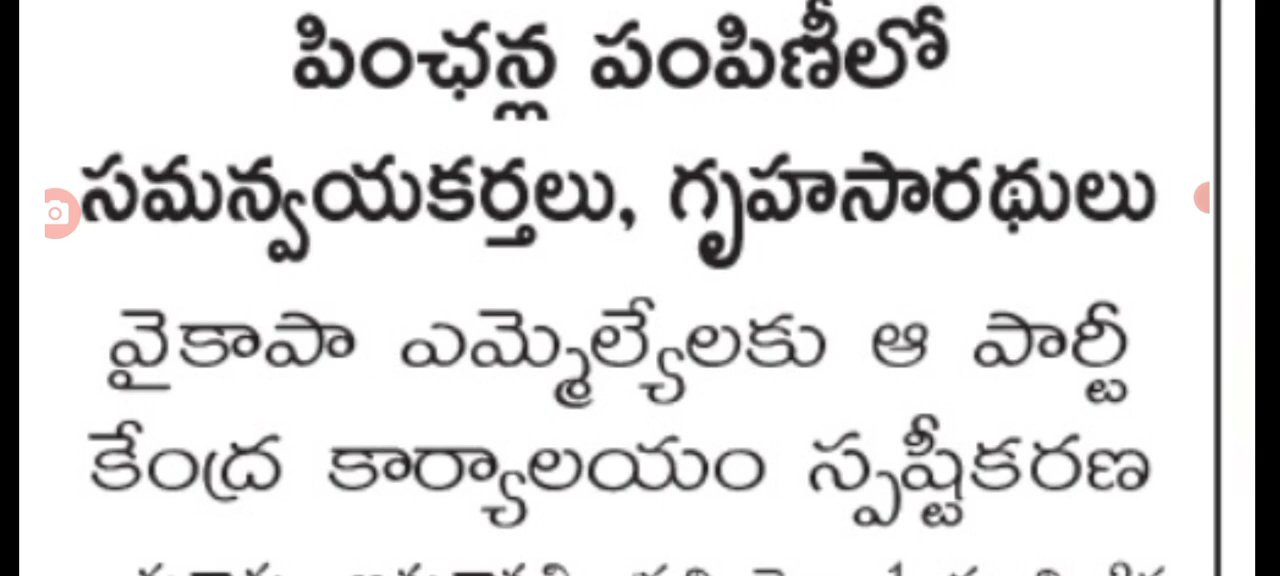 పింఛన్ల పంపిణీలో
సమన్వయకర్తలు, గృహసారథులు
వైకాపా ఎమ్మెల్యేలకు ఆ పార్టీ
కేంద్ర కార్యాలయం స్పష్టీకరణ